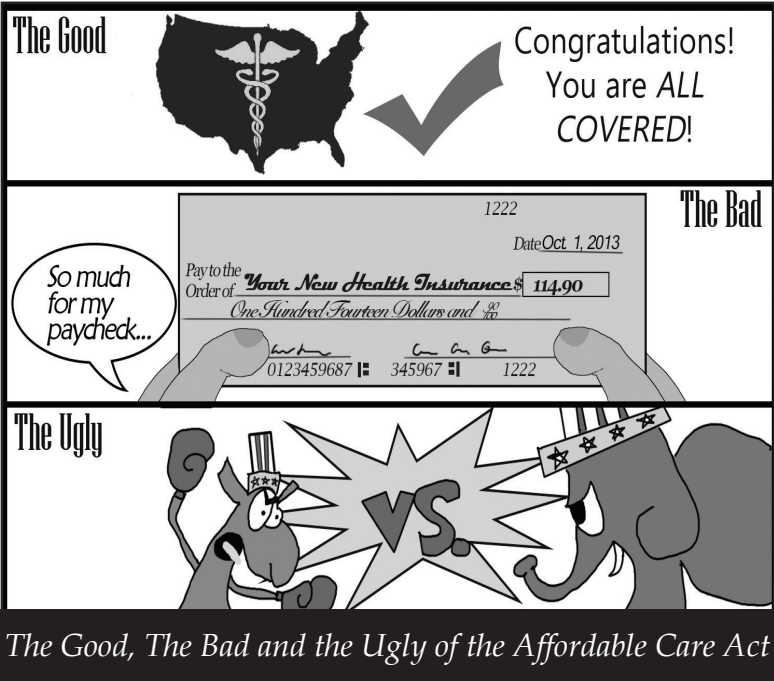 The Good
Congratulations!
You are ALL
COVERED!
The Bad
1222
Date Oct. 1, 2013
Pay to the
Order of Your New Health Insurance $ 114.90
One Hundred Fourteen Dollars and 90/100
0123459687 345967 1222
So much
for my
paycheck...
The Ugly
VS.
The Good, The Bad and the Ugly of the Affordable Care Act